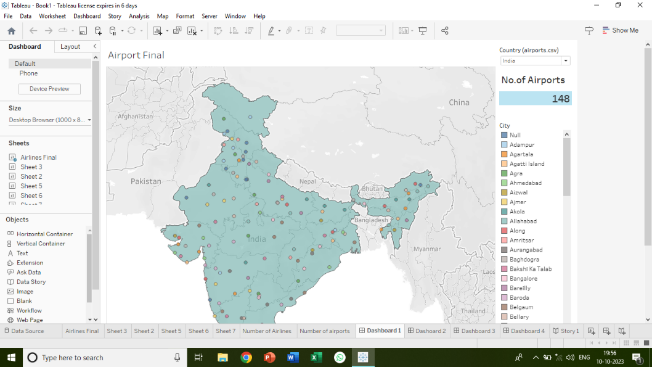 Tableau - Book1 - Tableau license expires in 6 days
File Data Worksheet Dashboard Story Analysis Map Format Server Window Help
Show Me
Dashboard Layout
Default
Phone
Device Preview
Size
Desktop Browser (1000 x 8...
Sheets
Airlines Final
Sheet 3
Sheet 2
Sheet 5
Sheet 6
Objects
Horizontal Container
Vertical Container
Text
Extension
Ask Data
Data Story
Image
Blank
Workflow
Web Page
Airport Final
Afghanistan
China
Pakistan
Nepal
Bhutan
Bangladesh
India
Myanmar
Thailand
Country (airports.csv)
India
No.of Airports
148
City
Null
Adampur
Agartala
Agatti Island
Agra
Ahmedabad
Aizwal
Ajmer
Akola
Allahabad
Along
Amritsar
Aurangabad
Baghdogra
Bakshi Ka Talab
Bangalore
Bareilly
Baroda
Belgaum
Bellary
Data Source Airlines Final Sheet 3 Sheet 2 Sheet 5 Sheet 6 Sheet 7 Number of Airlines Number of airports Dashboard 1 Dashboard 2 Dashboard 3 Dashboard 4 Story 1
Type here to search
ENG
19:56
10-10-2023